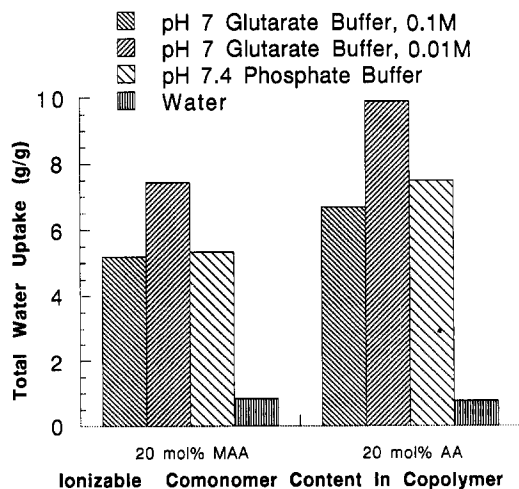 pH 7 Glutarate Buffer, 0.1M
pH 7 Glutarate Buffer, 0.01M
pH 7.4 Phosphate Buffer
Water
Total Water Uptake (g/g)
10
8
6
4
2
0
20 mol% MAA
20 mol% AA
Ionizable Comonomer Content In Copolymer